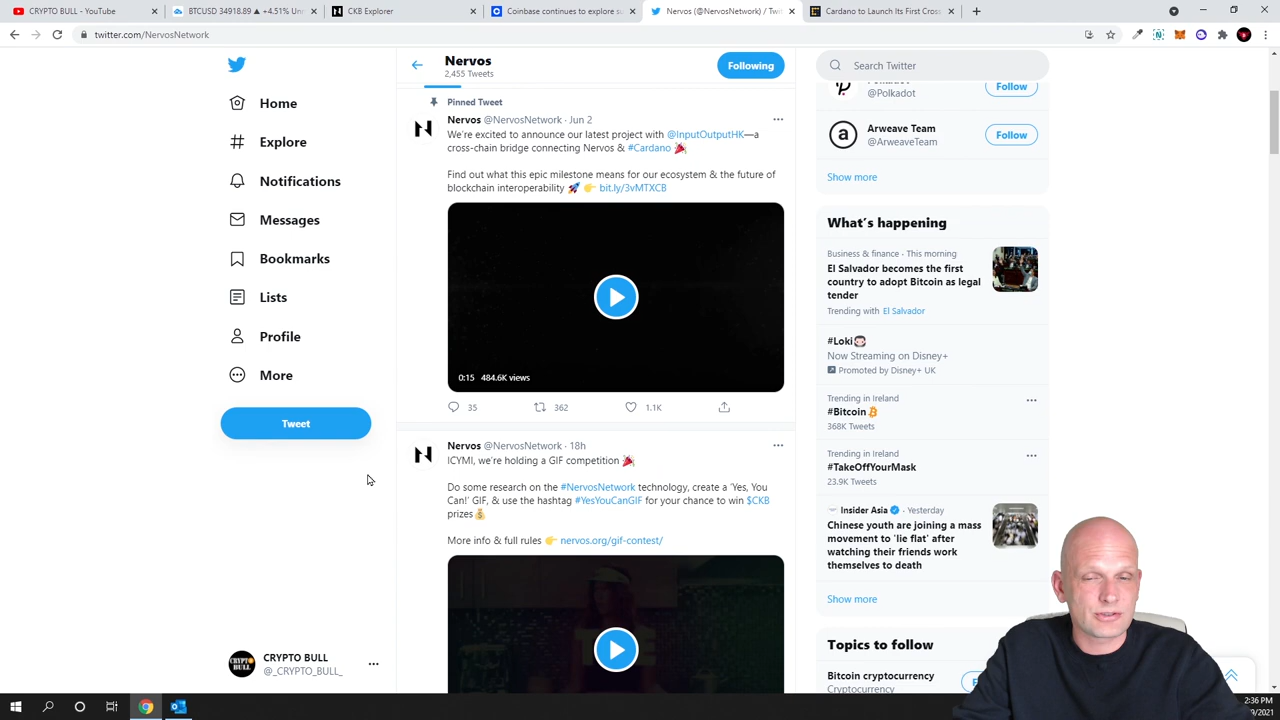 CRYPTO BULL - YouTube
BTCUSD 34918.89 ▲ +4.51% Unn
CKB Explorer
Coinbase continues to explore su
Nervos (@NervosNetwork) / Twi
Cardano to Launch Its First Cross
twitter.com/NervosNetwork
Nervos
2,455 Tweets
Following
Search Twitter
Home
Explore
Notifications
Messages
Bookmarks
Lists
Profile
More
Tweet
CRYPTO BULL
@_CRYPTO_BULL_
Pinned Tweet
Nervos @NervosNetwork · Jun 2
We're excited to announce our latest project with @InputOutputHK—a
cross-chain bridge connecting Nervos & #Cardano 🎉
Find out what this epic milestone means for our ecosystem & the future of
blockchain interoperability 🚀 👉 bit.ly/3vMTXCB
0:15 484.6K views
35 362 1.1K
Nervos @NervosNetwork · 18h
ICYMI, we're holding a GIF competition 🎉
Do some research on the #NervosNetwork technology, create a 'Yes, You
Can!' GIF, & use the hashtag #YesYouCanGIF for your chance to win $CKB
prizes💰
More info & full rules 👉 nervos.org/gif-contest/
@Polkadot
Follow
Arweave Team
@ArweaveTeam
Follow
Show more
What's happening
Business & finance · This morning
El Salvador becomes the first
country to adopt Bitcoin as legal
tender
Trending with El Salvador
#Loki
Now Streaming on Disney+
Promoted by Disney+ UK
Trending in Ireland
#Bitcoin
368K Tweets
Trending in Ireland
#TakeOffYourMask
23.9K Tweets
Insider Asia · Yesterday
Chinese youth are joining a mass
movement to 'lie flat' after
watching their friends work
themselves to death
Show more
Topics to follow
Bitcoin cryptocurrency
Cryptocurrency
2:36 PM
9/2021